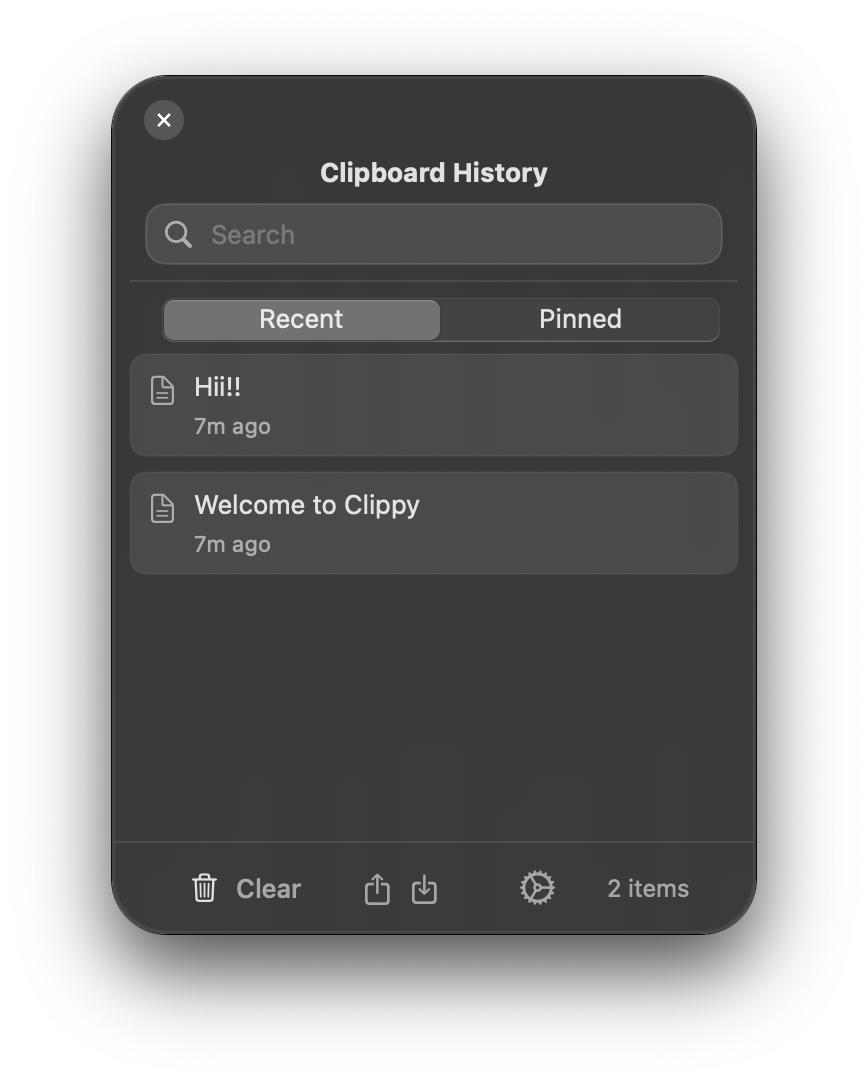 Clipboard History
Search
Recent
Pinned
Hii!!
7m ago
Welcome to Clippy
7m ago
Clear
2 items